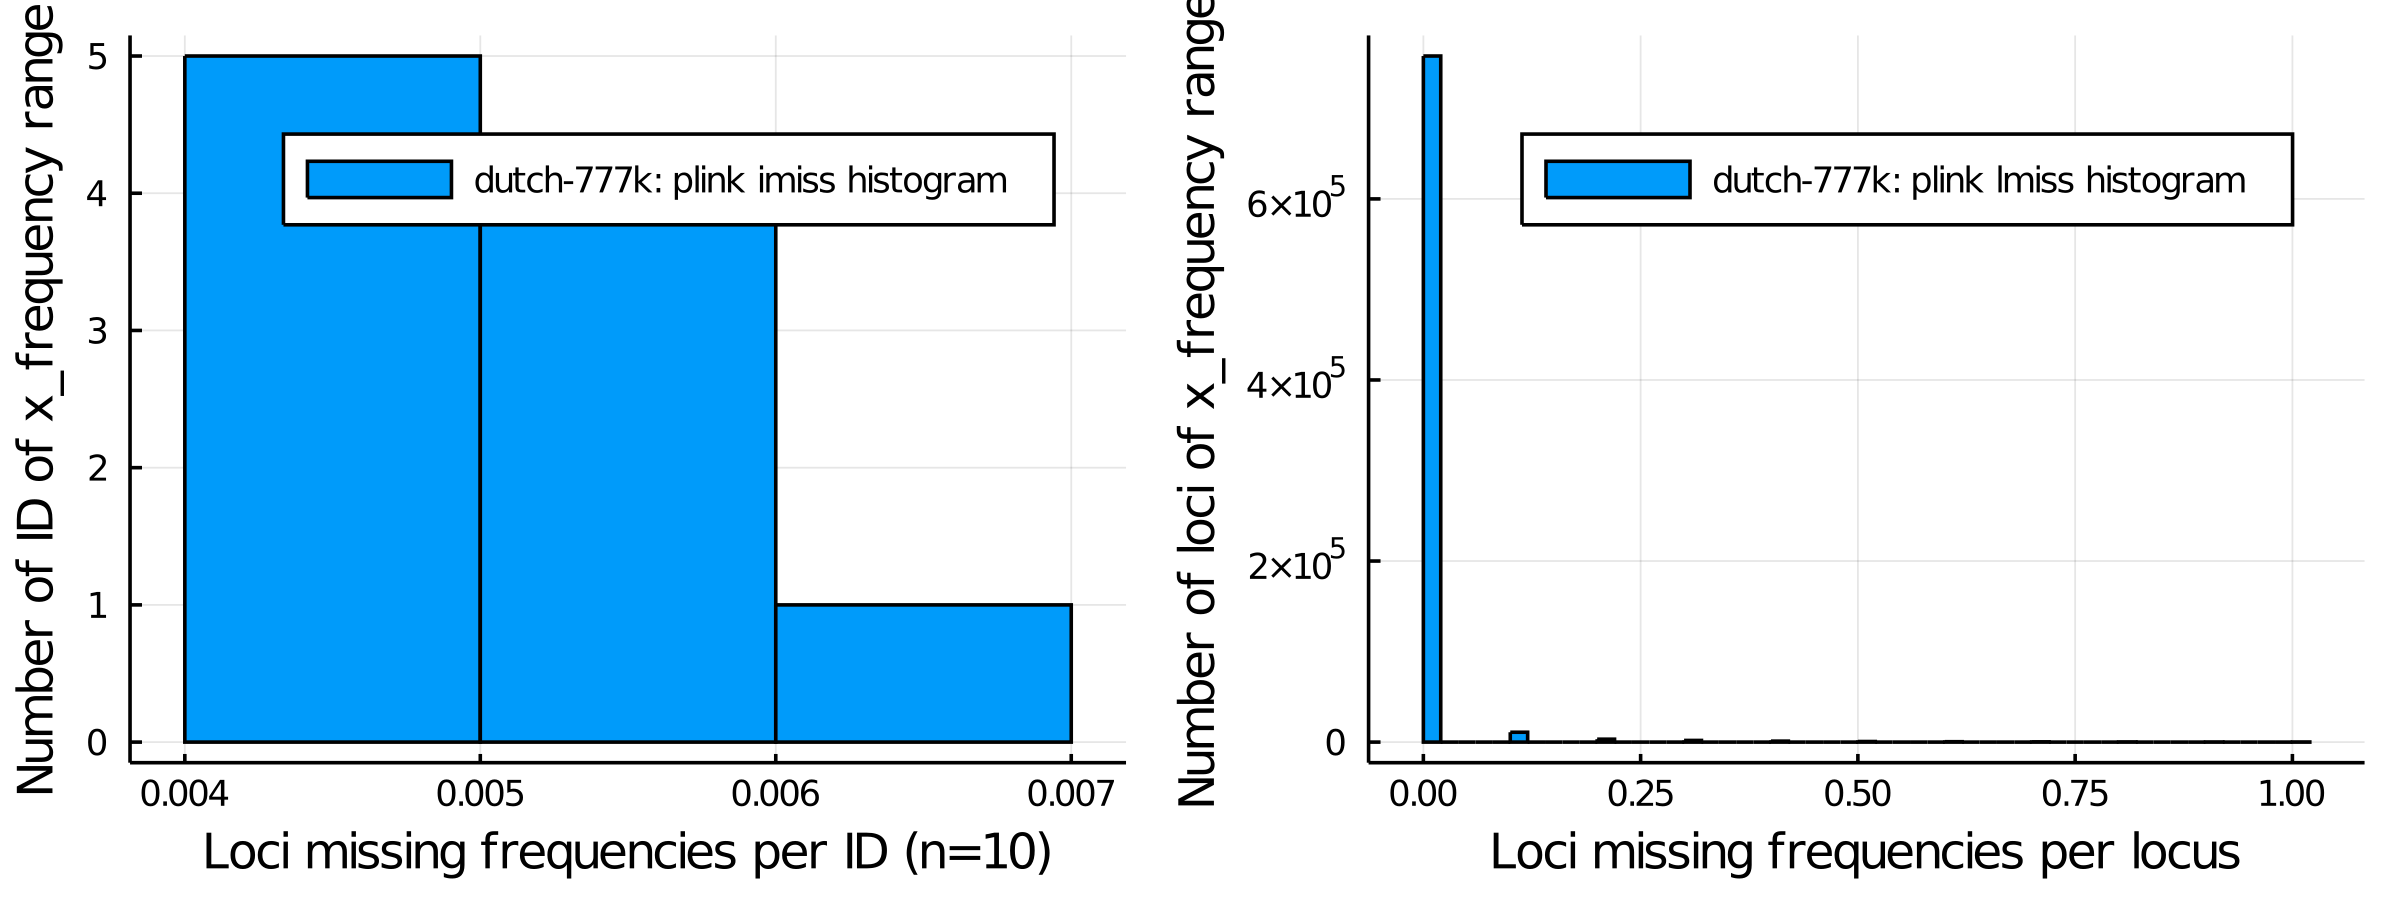 Number of ID of x_frequency range
5
4
3
2
1
0
dutch-777k: plink imiss histogram
0.004 0.005 0.006 0.007
Loci missing frequencies per ID (n=10)
Number of loci of x_frequency range
6×10⁵
4×10⁵
2×10⁵
0
dutch-777k: plink lmiss histogram
0.00 0.25 0.50 0.75 1.00
Loci missing frequencies per locus